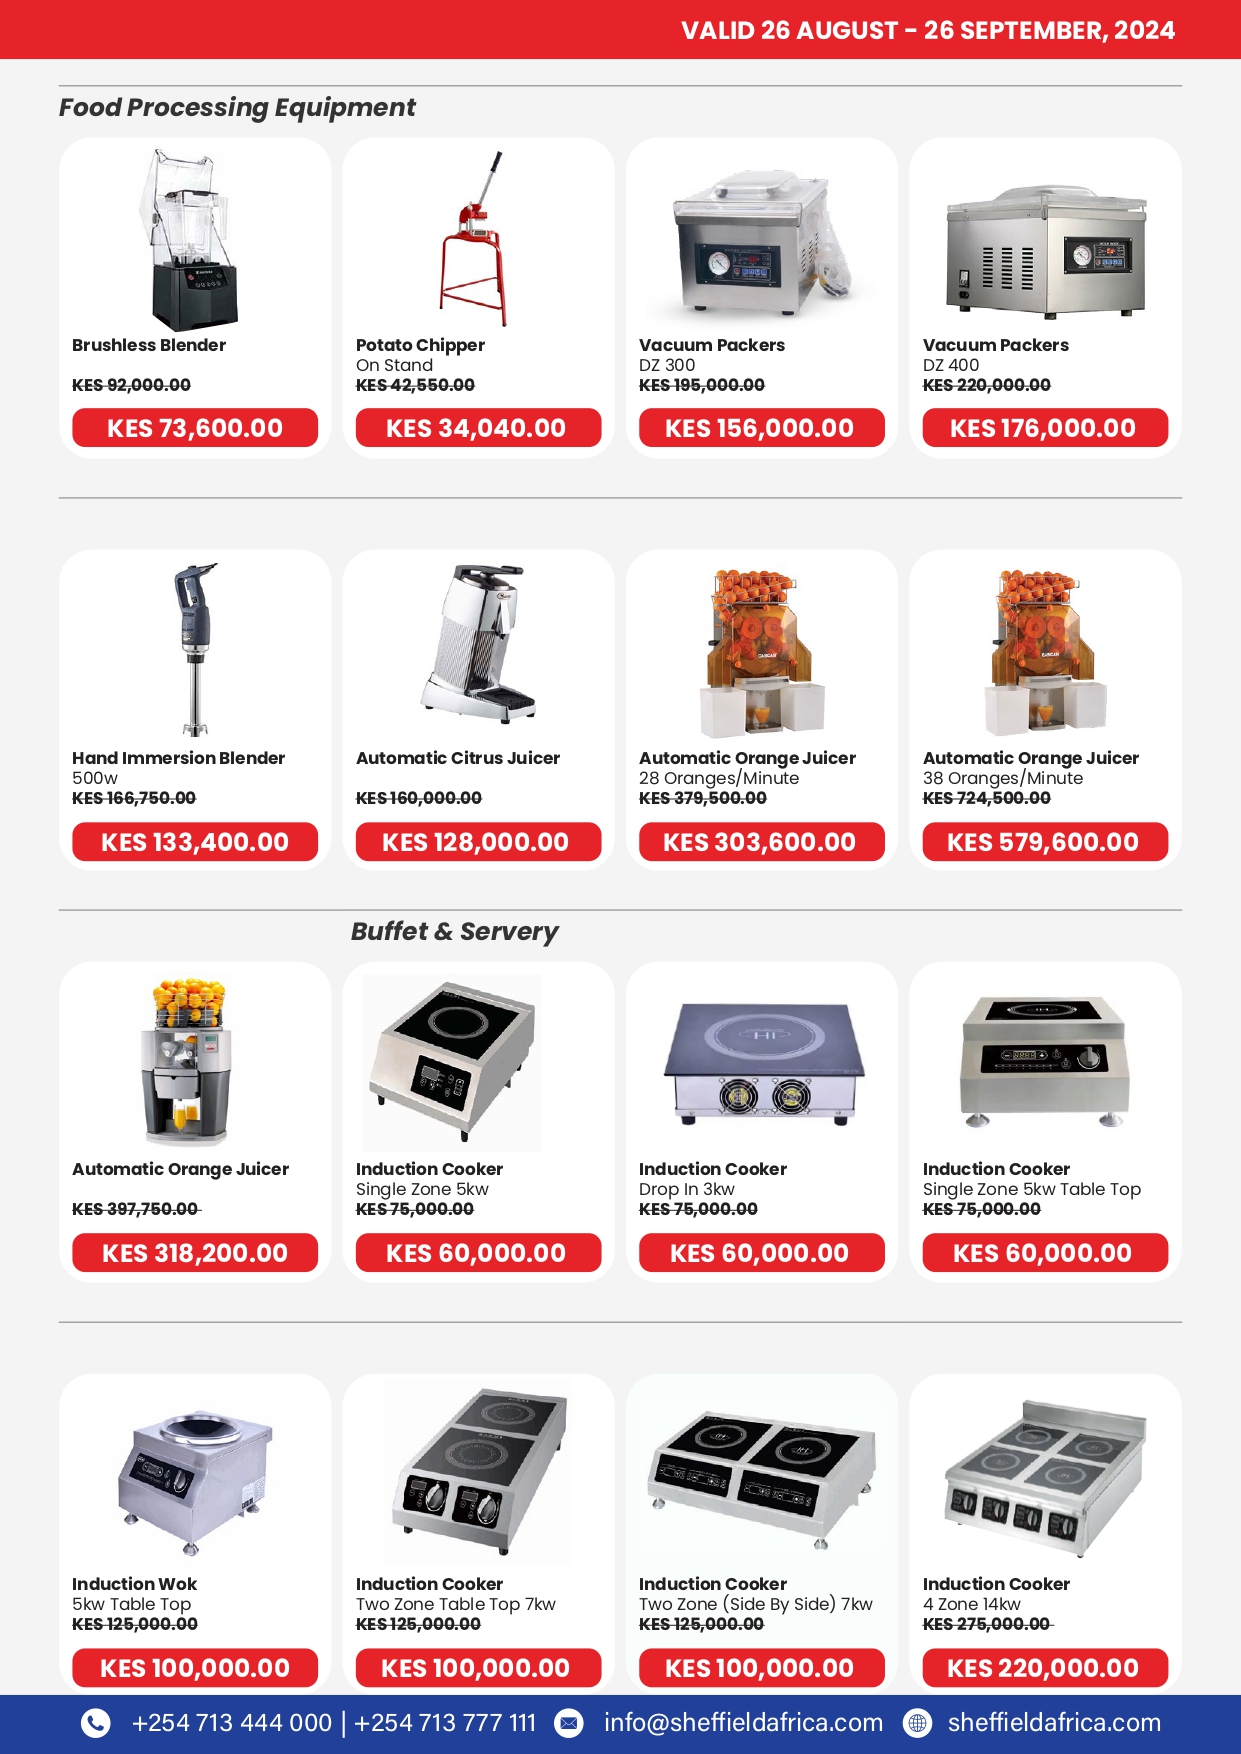 VALID 26 AUGUST - 26 SEPTEMBER, 2024
Food Processing Equipment
Brushless Blender
KES 92,000.00
KES 73,600.00
Potato Chipper
On Stand
KES 42,550.00
KES 34,040.00
Vacuum Packers
DZ 300
KES 195,000.00
KES 156,000.00
Vacuum Packers
DZ 400
KES 220,000.00
KES 176,000.00
Hand Immersion Blender
500w
KES 166,750.00
KES 133,400.00
Automatic Citrus Juicer
KES 160,000.00
KES 128,000.00
Automatic Orange Juicer
28 Oranges/Minute
KES 379,500.00
KES 303,600.00
Automatic Orange Juicer
38 Oranges/Minute
KES 724,500.00
KES 579,600.00
Buffet & Servery
Automatic Orange Juicer
KES 397,750.00
KES 318,200.00
Induction Cooker
Single Zone 5kw
KES 75,000.00
KES 60,000.00
Induction Cooker
Drop In 3kw
KES 75,000.00
KES 60,000.00
Induction Cooker
Single Zone 5kw Table Top
KES 75,000.00
KES 60,000.00
Induction Wok
5kw Table Top
KES 125,000.00
KES 100,000.00
Induction Cooker
Two Zone Table Top 7kw
KES 125,000.00
KES 100,000.00
Induction Cooker
Two Zone (Side By Side) 7kw
KES 125,000.00
KES 100,000.00
Induction Cooker
4 Zone 14kw
KES 275,000.00
KES 220,000.00
+254 713 444 000 | +254 713 777 111
info@sheffieldafrica.com
sheffieldafrica.com